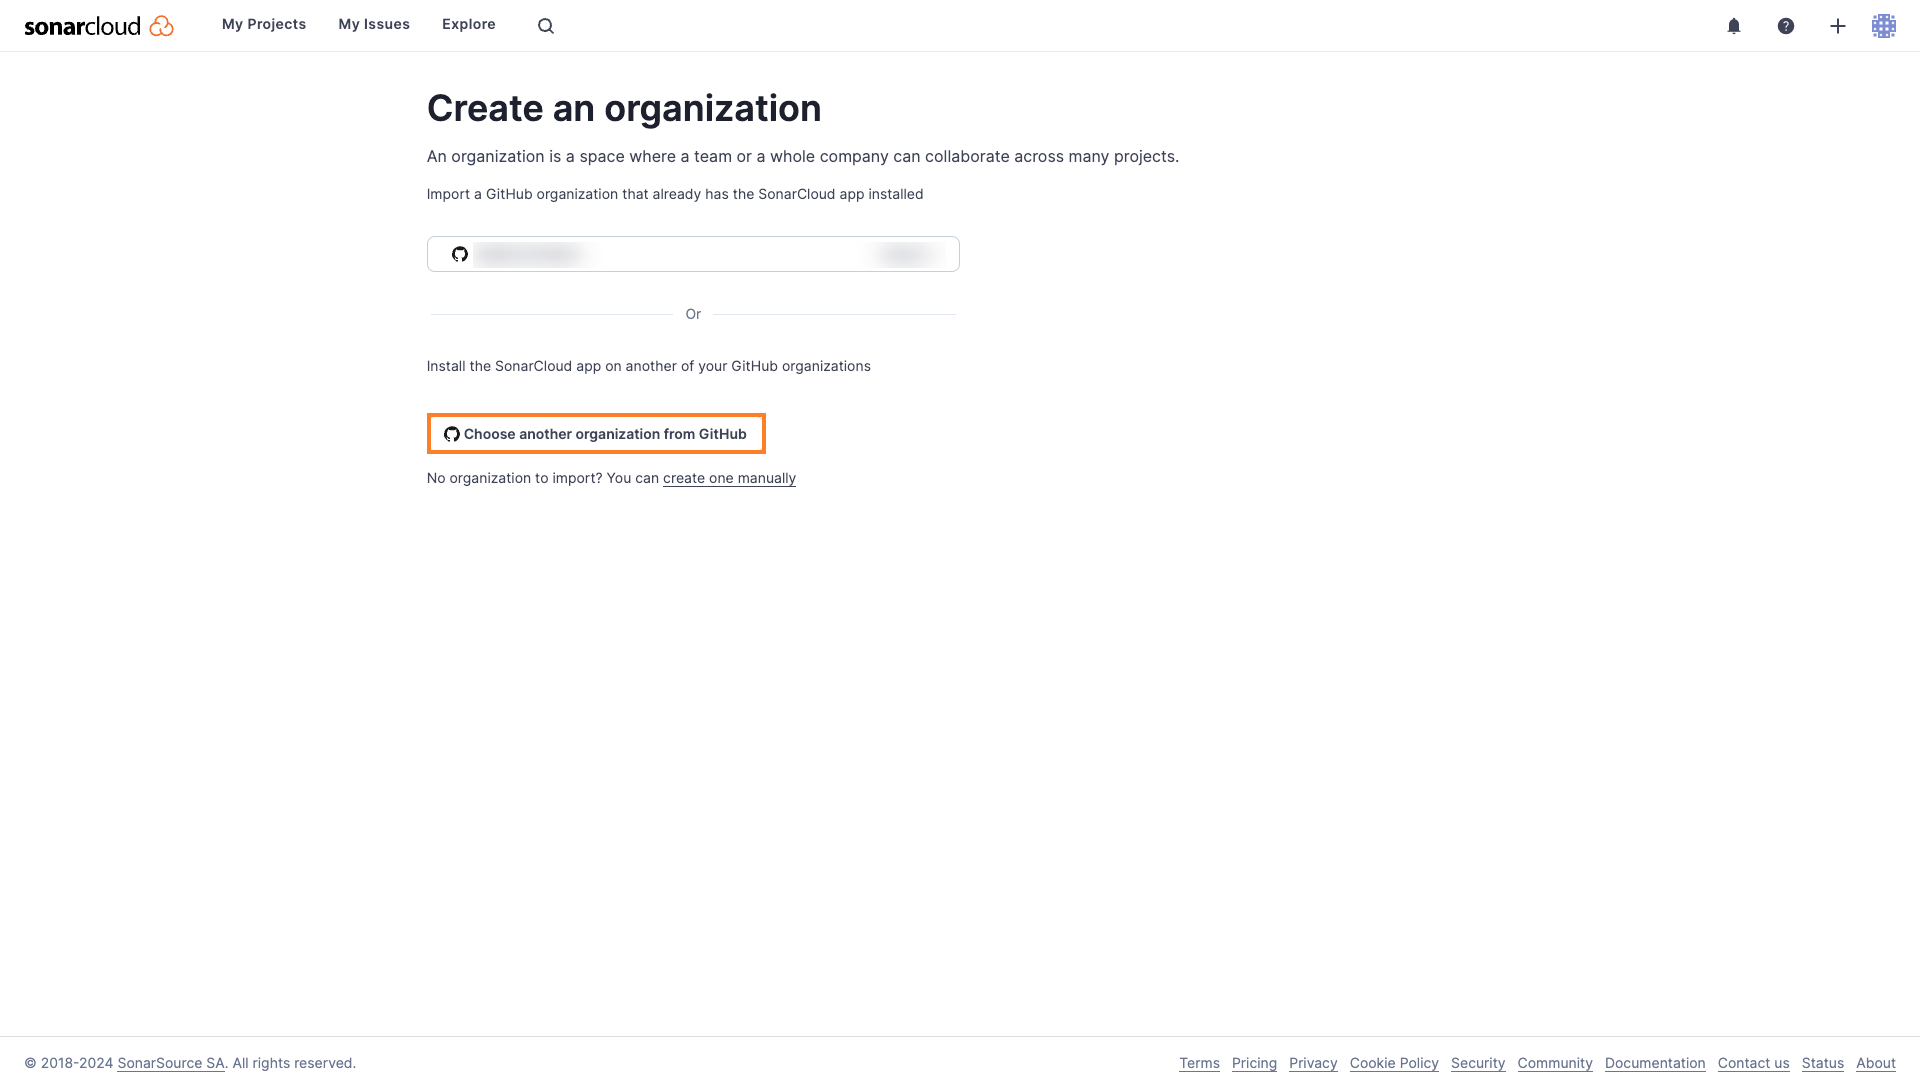 sonarcloud
My Projects My Issues Explore
Create an organization
An organization is a space where a team or a whole company can collaborate across many projects.
Import a GitHub organization that already has the SonarCloud app installed
Or
Install the SonarCloud app on another of your GitHub organizations
Choose another organization from GitHub
No organization to import? You can create one manually
© 2018-2024 SonarSource SA. All rights reserved.
Terms Pricing Privacy Cookie Policy Security Community Documentation Contact us Status About